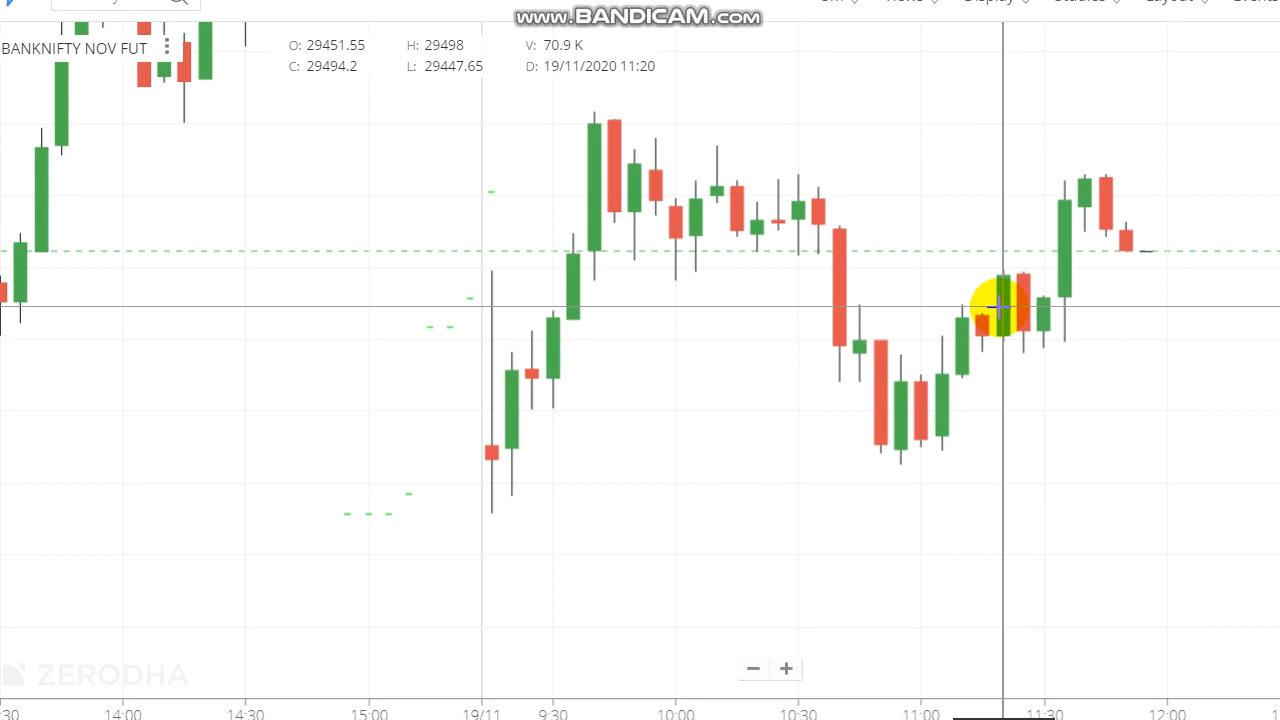 www.BANDICAM.com
BANKNIFTY NOV FUT
O: 29451.55 H: 29498 V: 70.9 K
C: 29494.2 L: 29447.65 D: 19/11/2020 11:20
ZERODHA
:30 14:00 14:30 15:00 19/11 9:30 10:00 10:30 11:00 11:30 12:00